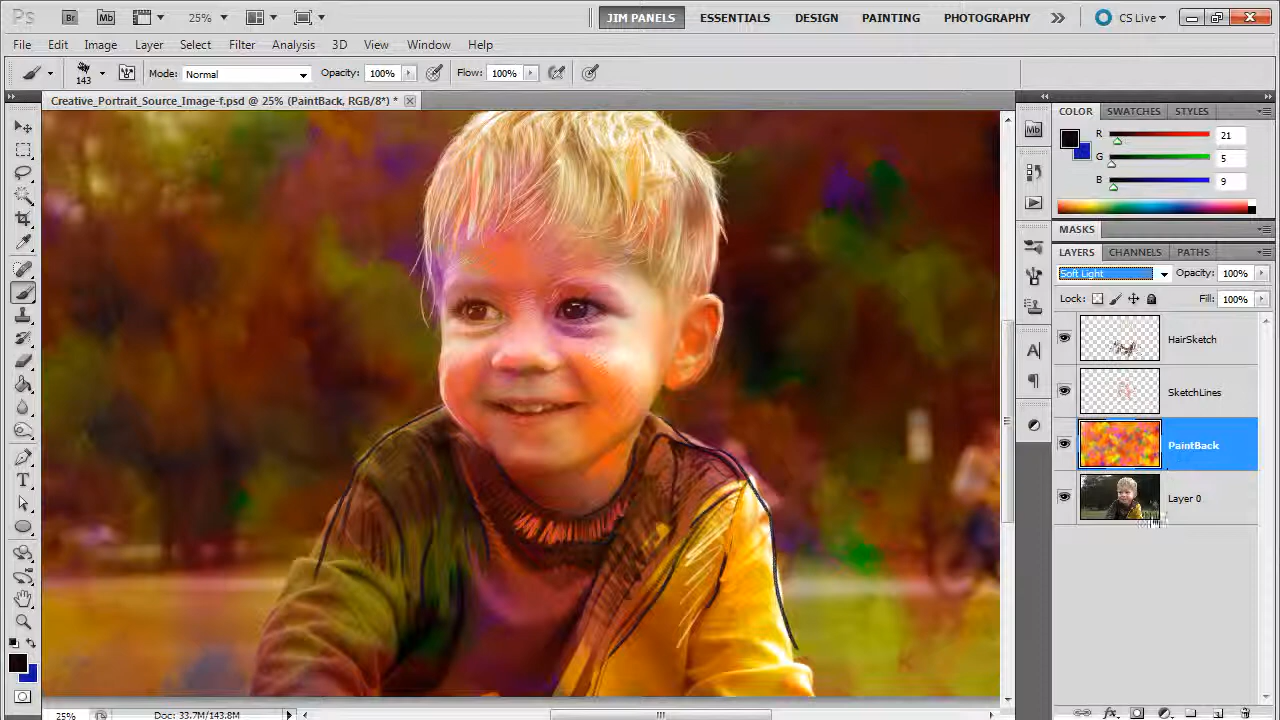 Ps Br Mb 25% JIM PANELS ESSENTIALS DESIGN PAINTING PHOTOGRAPHY CS Live
File Edit Image Layer Select Filter Analysis 3D View Window Help
143 Mode: Normal Opacity: 100% Flow: 100%
Creative_Portrait_Source_Image-f.psd @ 25% (PaintBack, RGB/8*) *
COLOR SWATCHES STYLES
Mb
R 21
G 5
B 9
MASKS
LAYERS CHANNELS PATHS
Soft Light Opacity: 100%
Lock: Fill: 100%
HairSketch
SketchLines
PaintBack
Layer 0
25% Doc: 33.7M/143.8M